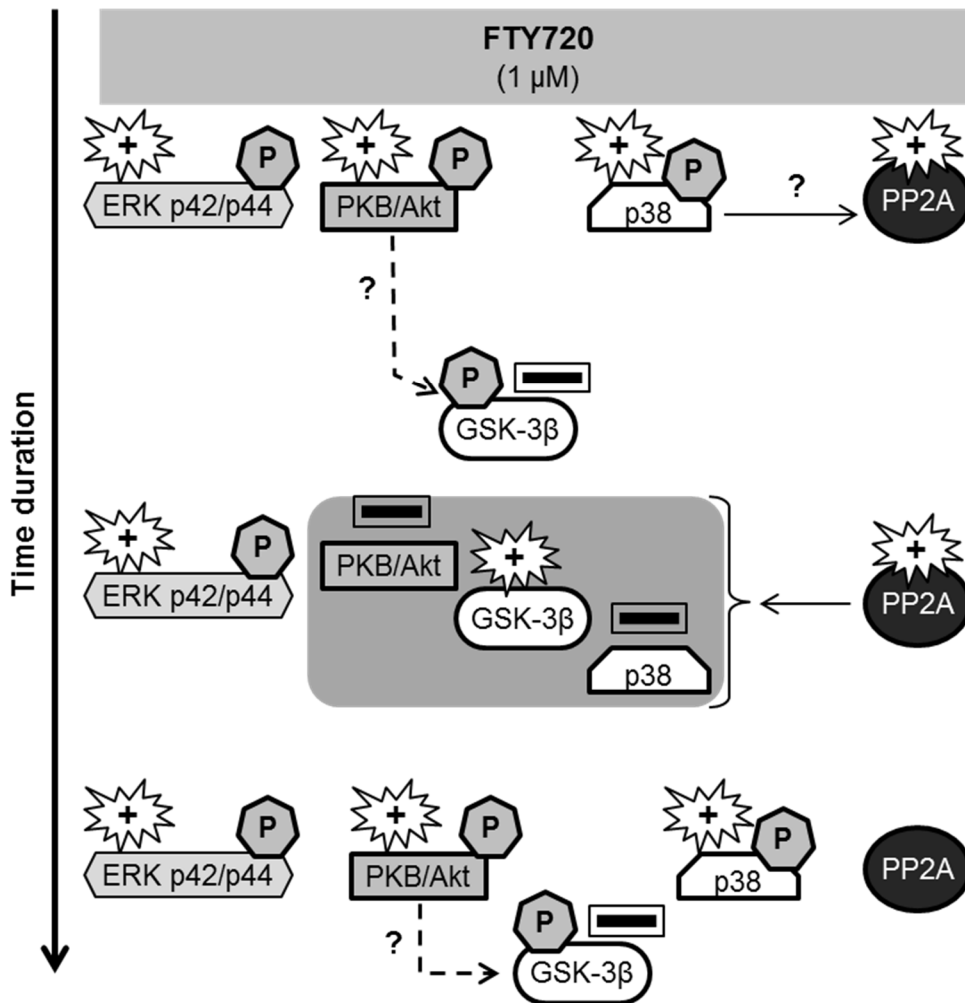 FTY720
(1 µM)
+ P + P + P +
ERK p42/p44 PKB/Akt p38 ? PP2A
?
P
GSK-3β
Time duration
+ P + +
PKB/Akt
ERK p42/p44 GSK-3β PP2A
p38
+ P + P + P
ERK p42/p44 PKB/Akt p38 PP2A
? P
GSK-3β